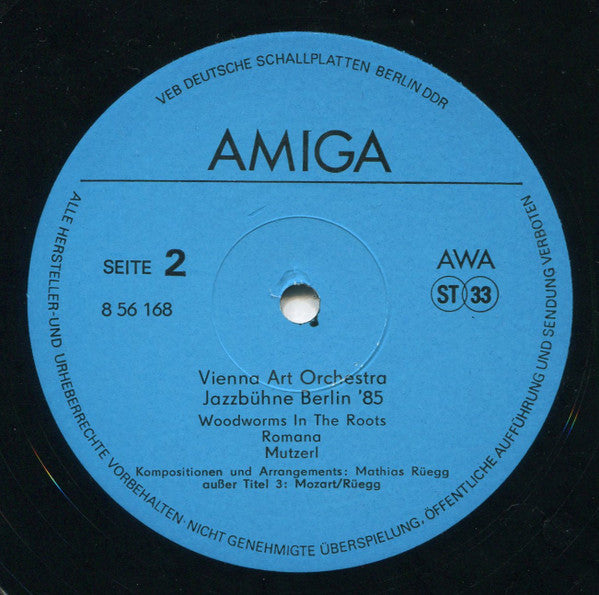 VEB DEUTSCHE SCHALLPLATTEN BERLIN DDR
AMIGA
SEITE 2
AWA
8 56 168
ST 33
Vienna Art Orchestra
Jazzbühne Berlin '85
Woodworms In The Roots
Romana
Mutzerl
Kompositionen und Arrangements: Mathias Rüegg
außer Titel 3: Mozart/Rüegg
ALLE HERSTELLER-UND URHEBERRECHTE VORBEHALTEN·NICHT GENEHMIGTE ÜBERSPIELUNG, ÖFFENTLICHE AUFFÜHRUNG UND SENDUNG VERBOTEN